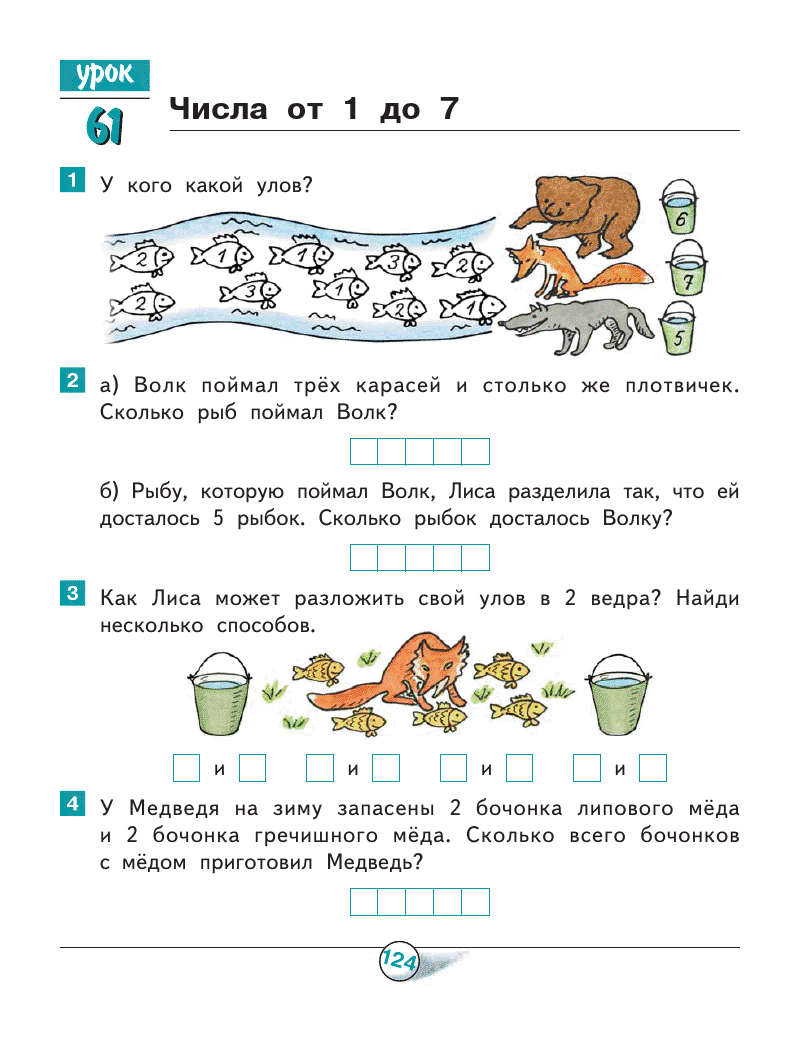 урок
61
Числа от 1 до 7
1 У кого какой улов?
2 1 1 3 2
2 3 1 2 1
6
7
5
2 а) Волк поймал трёх карасей и столько же плотвичек.
Сколько рыб поймал Волк?
б) Рыбу, которую поймал Волк, Лиса разделила так, что ей
досталось 5 рыбок. Сколько рыбок досталось Волку?
3 Как Лиса может разложить свой улов в 2 ведра? Найди
несколько способов.
и и и и
4 У Медведя на зиму запасены 2 бочонка липового мёда
и 2 бочонка гречишного мёда. Сколько всего бочонков
с мёдом приготовил Медведь?
124